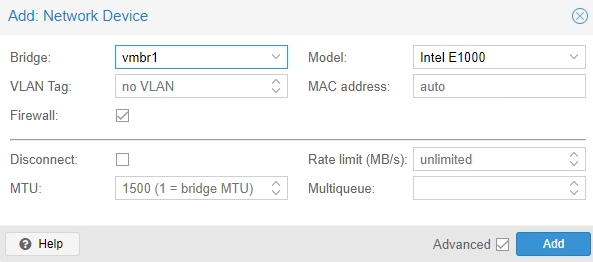 Add: Network Device
Bridge: vmbr1 Model: Intel E1000
VLAN Tag: no VLAN MAC address: auto
Firewall:
Disconnect: Rate limit (MB/s): unlimited
MTU: 1500 (1 = bridge MTU) Multiqueue:
Help Advanced Add